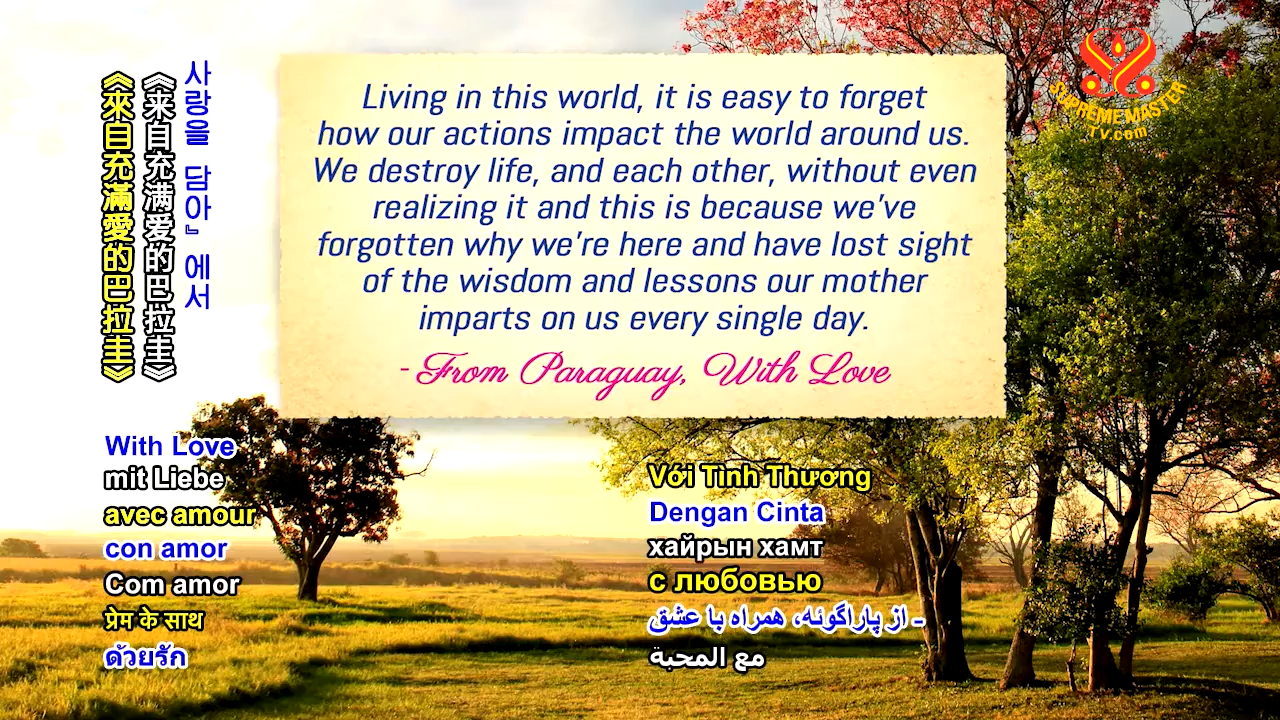 Living in this world, it is easy to forget
how our actions impact the world around us.
We destroy life, and each other, without even
realizing it and this is because we've
forgotten why we're here and have lost sight
of the wisdom and lessons our mother
imparts on us every single day.
- From Paraguay, With Love
사랑을 담아』에서
《来自充满爱的巴拉圭》
《來自充滿愛的巴拉圭》
SUPREME MASTER
TV.com
With Love
mit Liebe
avec amour
con amor
Com amor
प्रेम के साथ
ด้วยรัก
Với Tình Thương
Dengan Cinta
хайрын хамт
с любовью
- از پاراگوئه، همراه با عشق
مع المحبة